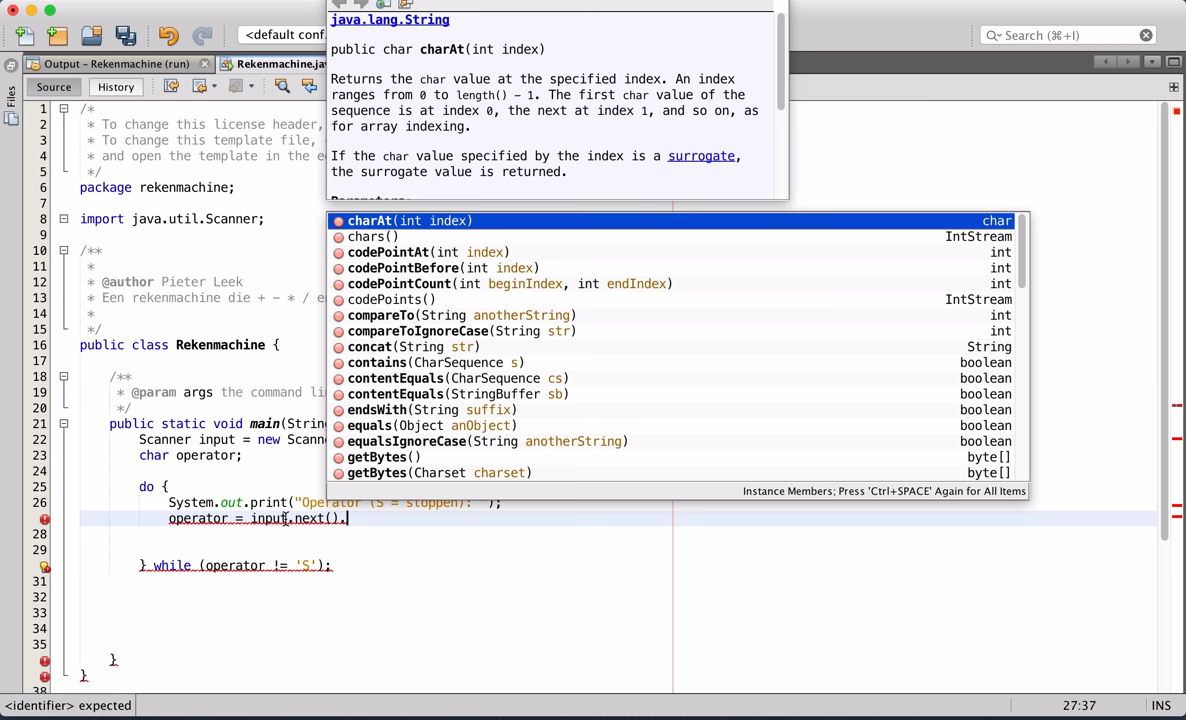 java.lang.String
public char charAt(int index)
Returns the char value at the specified index. An index
ranges from 0 to length() - 1. The first char value of the
sequence is at index 0, the next at index 1, and so on, as
for array indexing.
If the char value specified by the index is a surrogate,
the surrogate value is returned.
<default conf.
Search (⌘+I)
Output - Rekenmachine (run)
Rekenmachine.ja
Files
Source
History
1 /*
2 * To change this license header,
3 * To change this template file,
4 * and open the template in the e
5 */
6 package rekenmachine;
7
8 import java.util.Scanner;
9
10 /**
11 *
12 * @author Pieter Leek
13 * Een rekenmachine die + - * / e
14 *
15 */
16 public class Rekenmachine {
17
18 /**
19 * @param args the command li
20 */
21 public static void main(Strin
22 Scanner input = new Scann
23 char operator;
24
25 do {
26 System.out.print("Operator (S = stoppen): ");
operator = input.next().
28
29
} while (operator != 'S');
31
32
33
34
35
}
}
38
charAt(int index) char
chars() IntStream
codePointAt(int index) int
codePointBefore(int index) int
codePointCount(int beginIndex, int endIndex) int
codePoints() IntStream
compareTo(String anotherString) int
compareToIgnoreCase(String str) int
concat(String str) String
contains(CharSequence s) boolean
contentEquals(CharSequence cs) boolean
contentEquals(StringBuffer sb) boolean
endsWith(String suffix) boolean
equals(Object anObject) boolean
equalsIgnoreCase(String anotherString) boolean
getBytes() byte[]
getBytes(Charset charset) byte[]
Instance Members; Press 'Ctrl+SPACE' Again for All Items
<identifier> expected
27:37
INS